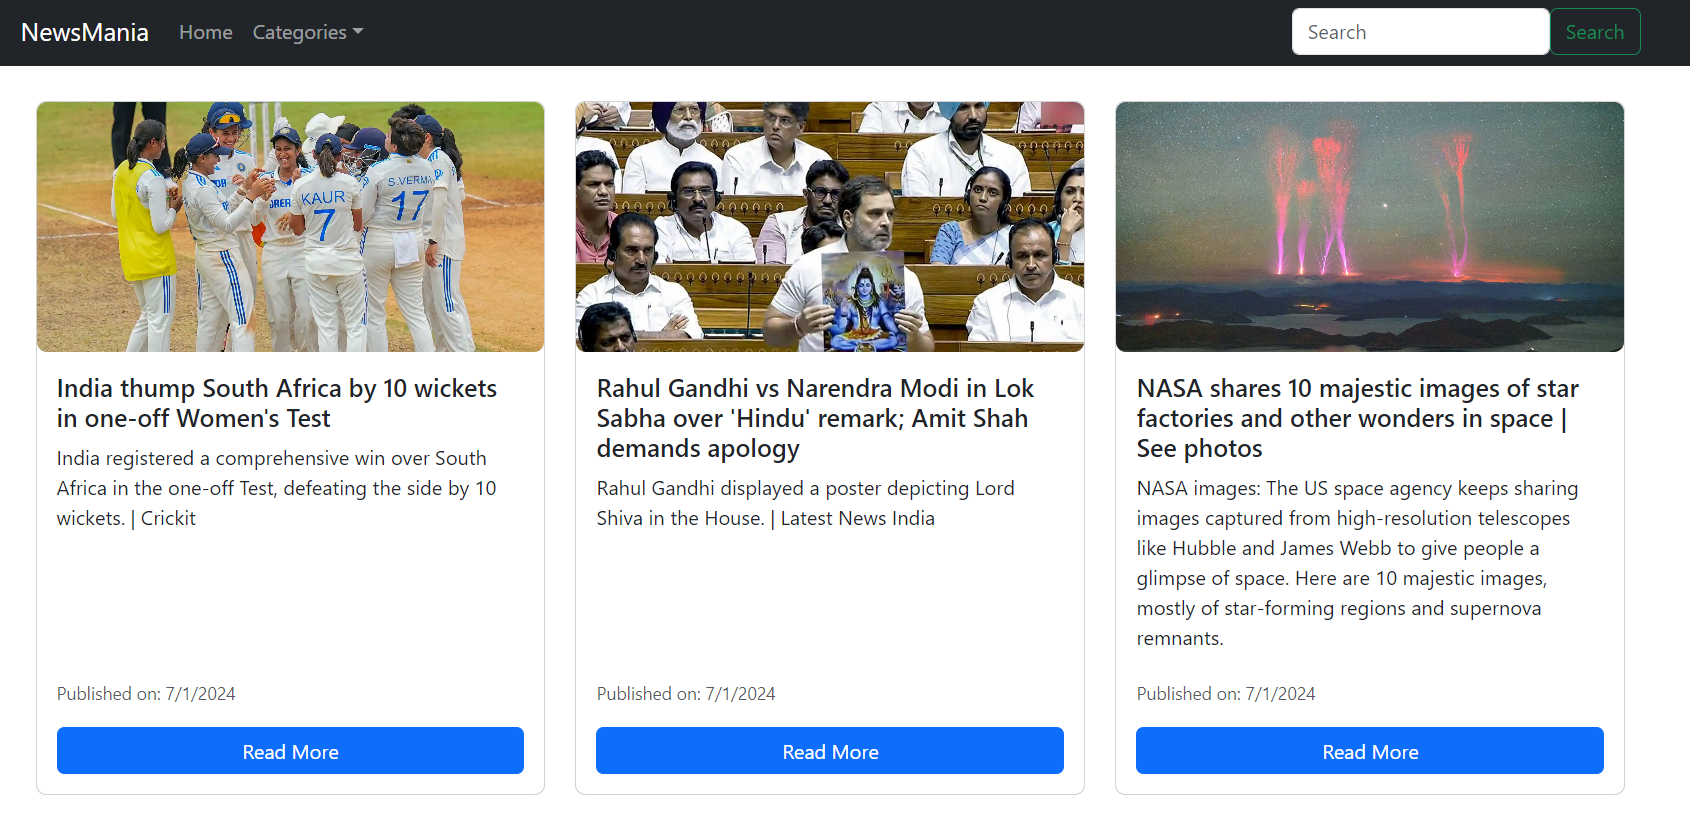 NewsMania Home Categories Search Search
KAUR
7
S.VERMA
17
India thump South Africa by 10 wickets
in one-off Women's Test
India registered a comprehensive win over South
Africa in the one-off Test, defeating the side by 10
wickets. | Crickit
Published on: 7/1/2024
Read More
Rahul Gandhi vs Narendra Modi in Lok
Sabha over 'Hindu' remark; Amit Shah
demands apology
Rahul Gandhi displayed a poster depicting Lord
Shiva in the House. | Latest News India
Published on: 7/1/2024
Read More
NASA shares 10 majestic images of star
factories and other wonders in space |
See photos
NASA images: The US space agency keeps sharing
images captured from high-resolution telescopes
like Hubble and James Webb to give people a
glimpse of space. Here are 10 majestic images,
mostly of star-forming regions and supernova
remnants.
Published on: 7/1/2024
Read More